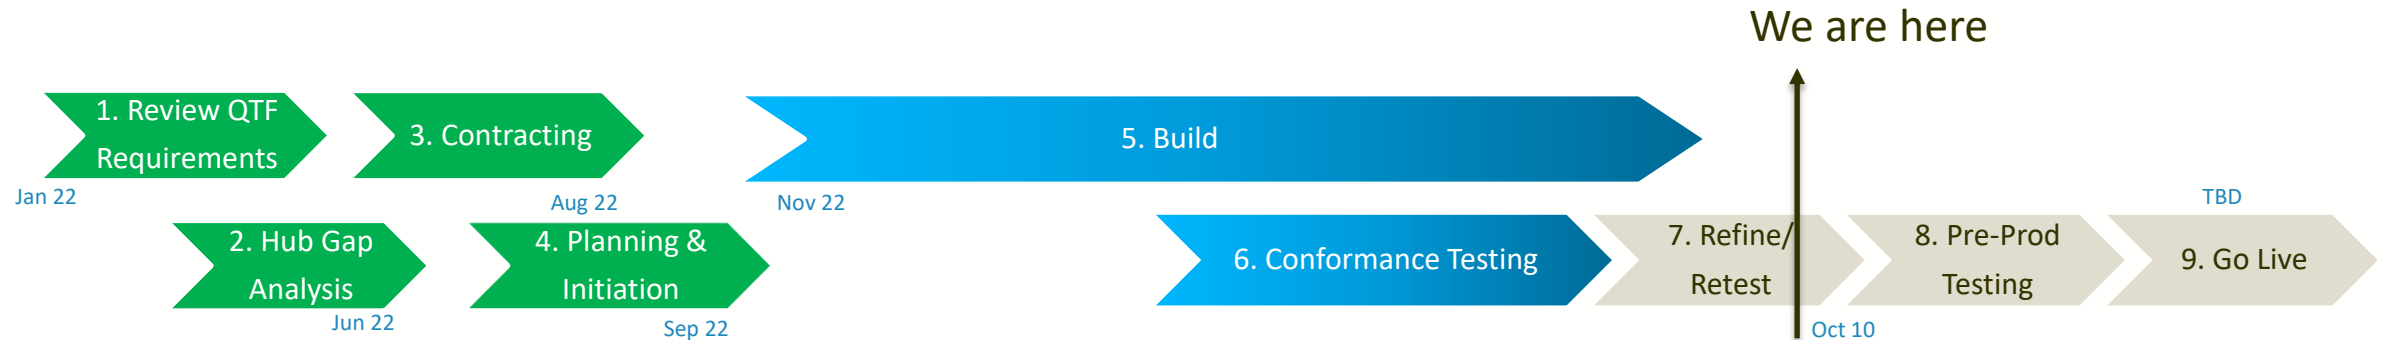 We are here
1. Review QTF
Requirements
3. Contracting
5. Build
Jan 22
Aug 22
Nov 22
TBD
2. Hub Gap
Analysis
4. Planning &
Initiation
6. Conformance Testing
7. Refine/
Retest
8. Pre-Prod
Testing
9. Go Live
Jun 22
Sep 22
Oct 10